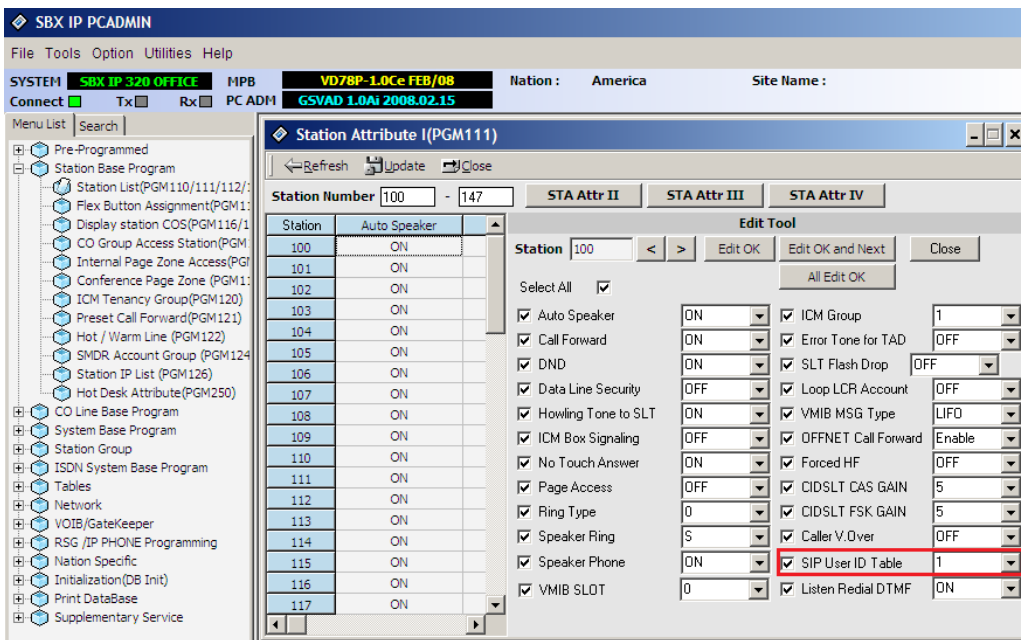 SBX IP PCADMIN
File Tools Option Utilities Help
SYSTEM SBX IP 320 OFFICE MPB VD78P-1.0Ce FEB/08 Nation : America Site Name :
Connect Tx Rx PC ADM GSVAD 1.0Ai 2008.02.15
Menu List Search
Pre-Programmed
Station Base Program
Station List(PGM110/111/112/
Flex Button Assignment(PGM1
Display station COS(PGM116/1
CO Group Access Station(PGM
Internal Page Zone Access(PG
Conference Page Zone (PGM1
ICM Tenancy Group(PGM120)
Preset Call Forward(PGM121)
Hot / Warm Line (PGM122)
SMDR Account Group (PGM124
Station IP List (PGM126)
Hot Desk Attribute(PGM250)
CO Line Base Program
System Base Program
Station Group
ISDN System Base Program
Tables
Network
VOIB/GateKeeper
RSG /IP PHONE Programming
Nation Specific
Initialization(DB Init)
Print DataBase
Supplementary Service
Station Attribute I(PGM111)
Refresh Update Close
Station Number 100 - 147 STA Attr II STA Attr III STA Attr IV
Station Auto Speaker
100 ON
101 ON
102 ON
103 ON
104 ON
105 ON
106 ON
107 ON
108 ON
109 ON
110 ON
111 ON
112 ON
113 ON
114 ON
115 ON
116 ON
117 ON
Edit Tool
Station 100 < > Edit OK Edit OK and Next Close
All Edit OK
Select All
Auto Speaker ON
Call Forward ON
DND ON
Data Line Security OFF
Howling Tone to SLT ON
ICM Box Signaling OFF
No Touch Answer ON
Page Access OFF
Ring Type 0
Speaker Ring S
Speaker Phone ON
VMIB SLOT 0
ICM Group 1
Error Tone for TAD OFF
SLT Flash Drop OFF
Loop LCR Account OFF
VMIB MSG Type LIFO
OFFNET Call Forward Enable
Forced HF OFF
CIDSLT CAS GAIN 5
CIDSLT FSK GAIN 5
Caller V.Over OFF
SIP User ID Table 1
Listen Redial DTMF ON